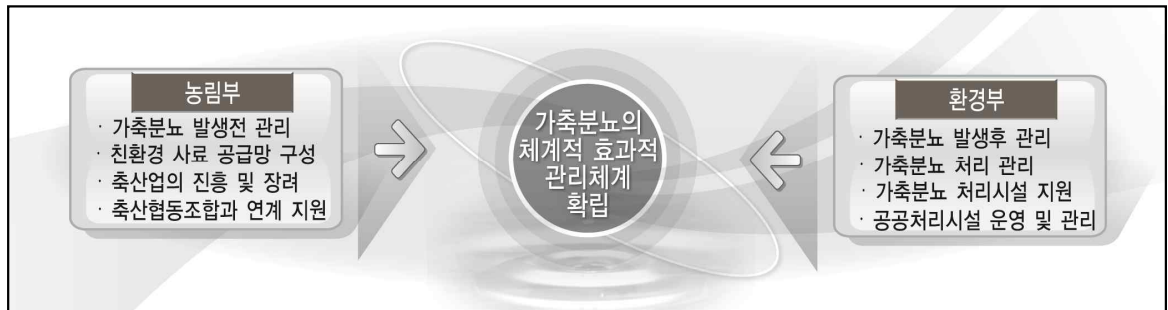 농림부
· 가축분뇨 발생전 관리
· 친환경 사료 공급망 구성
· 축산업의 진흥 및 장려
· 축산협동조합과 연계 지원
가축분뇨의
체계적 효과적
관리체계
확립
환경부
· 가축분뇨 발생후 관리
· 가축분뇨 처리 관리
· 가축분뇨 처리시설 지원
· 공공처리시설 운영 및 관리